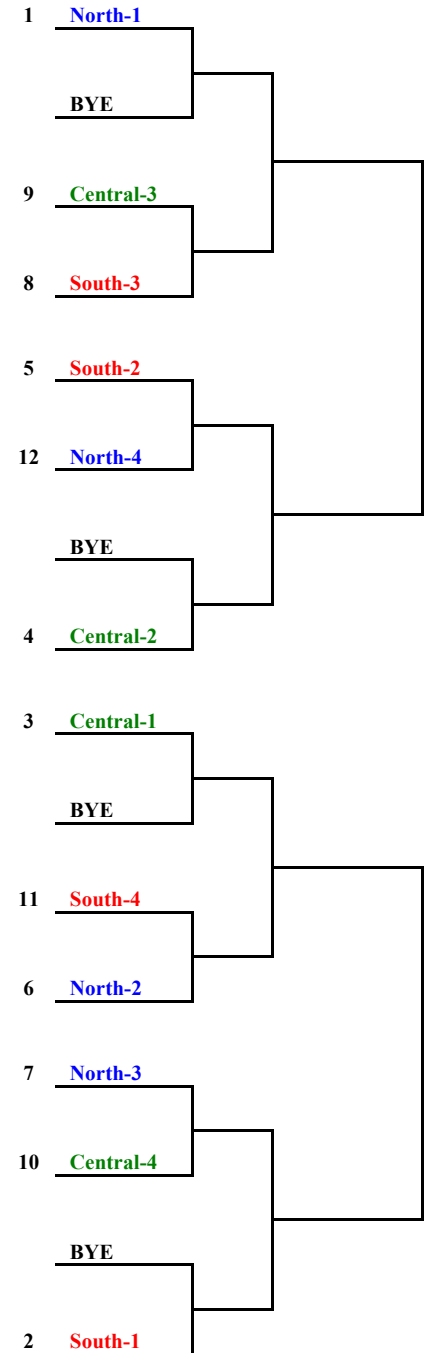 1 North-1
BYE
9 Central-3
8 South-3
5 South-2
12 North-4
BYE
4 Central-2
3 Central-1
BYE
11 South-4
6 North-2
7 North-3
10 Central-4
BYE
2 South-1